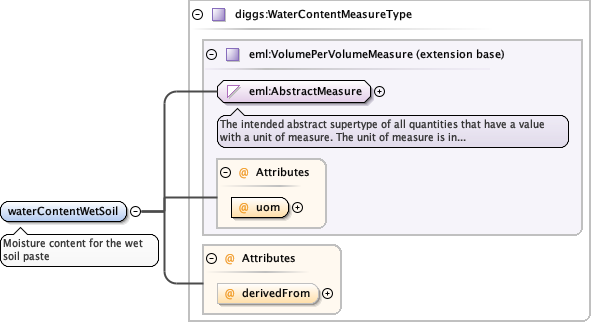 diggs:WaterContentMeasureType
eml:VolumePerVolumeMeasure (extension base)
eml:AbstractMeasure
The intended abstract supertype of all quantities that have a value
with a unit of measure. The unit of measure is in...
@ Attributes
@ uom
waterContentWetSoil
Moisture content for the wet
soil paste
@ Attributes
@ derivedFrom